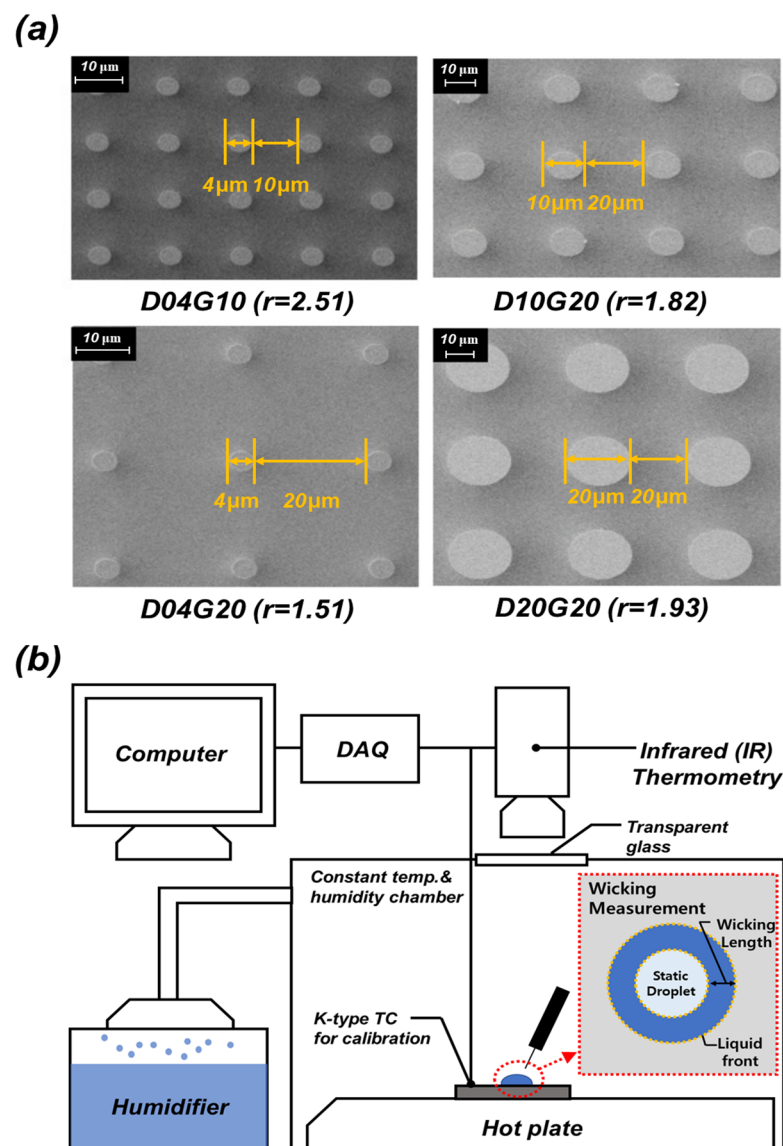 (a)
10 μm
4μm 10μm
D04G10 (r=2.51)
10 μm
10μm 20μm
D10G20 (r=1.82)
10 μm
4μm 20μm
D04G20 (r=1.51)
10 μm
20μm 20μm
D20G20 (r=1.93)
(b)
Computer
DAQ
Infrared (IR)
Thermometry
Transparent
glass
Constant temp.&
humidity chamber
Wicking
Measurement
Wicking
Length
Static
Droplet
Liquid
front
K-type TC
for calibration
Humidifier
Hot plate